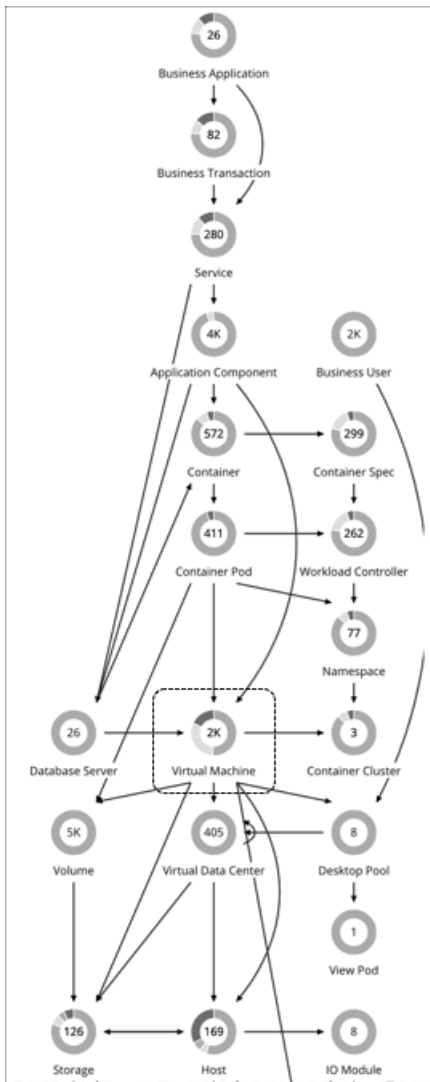 26
Business Application
82
Business Transaction
280
Service
4K
2K
Application Component
Business User
572
299
Container
Container Spec
411
262
Container Pod
Workload Controller
77
Namespace
26
2K
3
Database Server
Virtual Machine
Container Cluster
5K
405
8
Volume
Virtual Data Center
Desktop Pool
1
View Pod
126
169
8
Storage
Host
IO Module